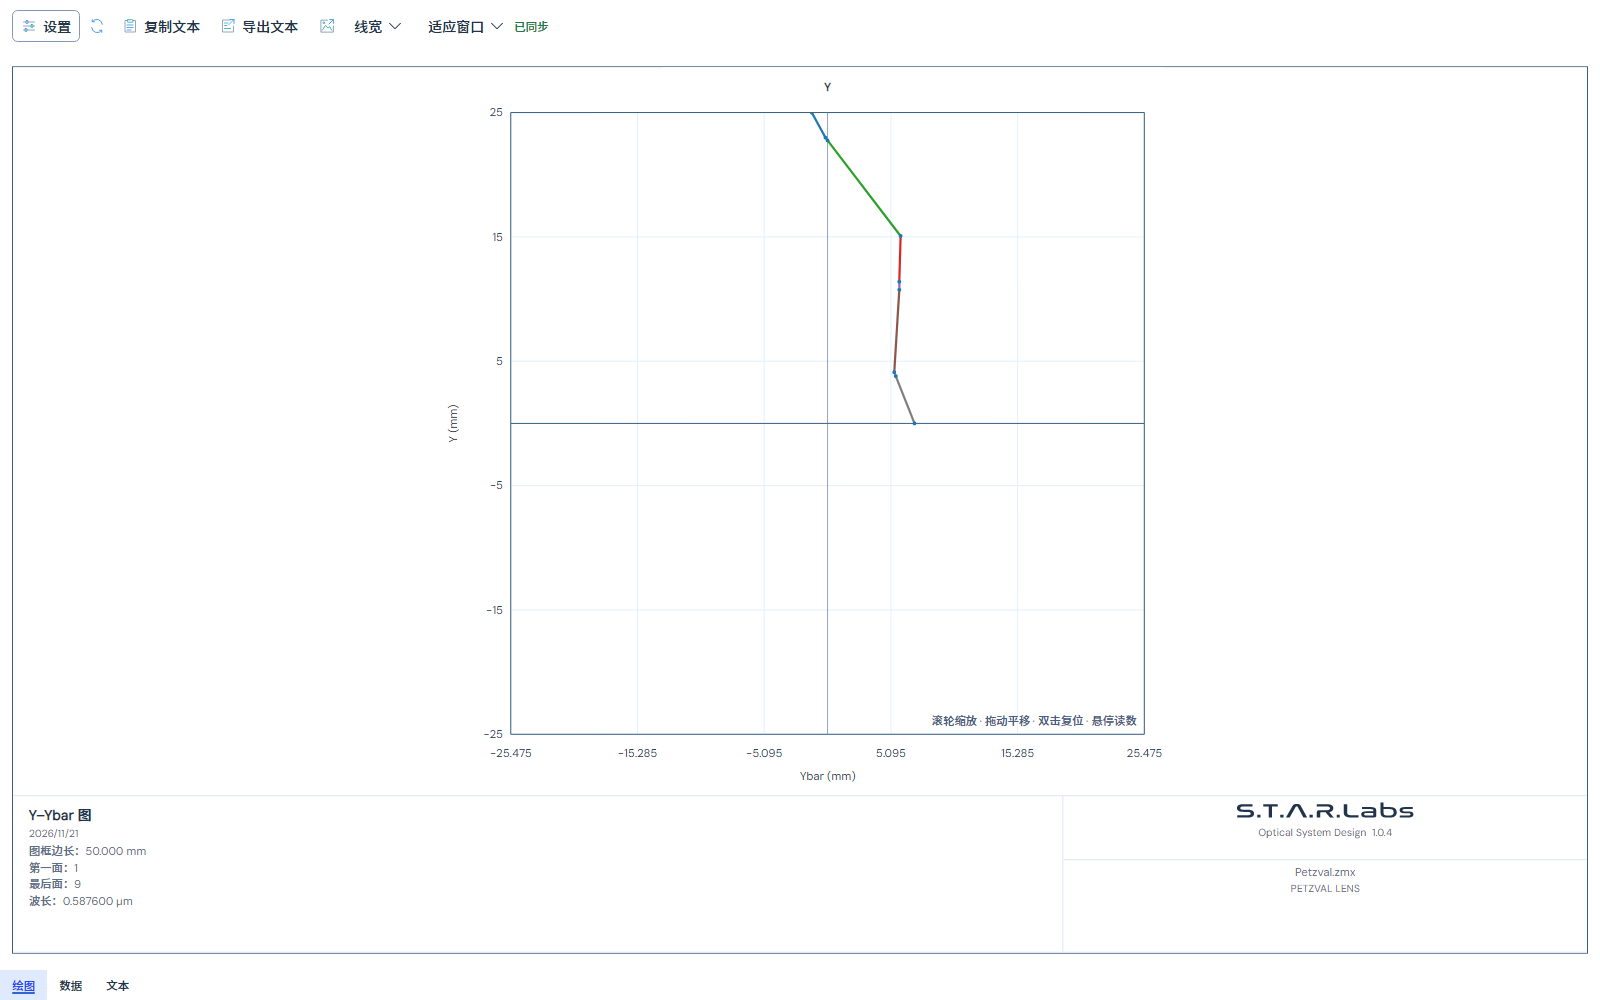 设置 复制文本 导出文本 线宽 适应窗口 已同步
Y
25
15
5
-5
-15
-25
Y (mm)
-25.475 -15.285 -5.095 5.095 15.285 25.475
Ybar (mm)
滚轮缩放 · 拖动平移 · 双击复位 · 悬停读数
Y–Ybar 图
2026/11/21
图框边长: 50.000 mm
第一面: 1
最后面: 9
波长: 0.587600 µm
S.T.A.R.Labs
Optical System Design 1.0.4
Petzval.zmx
PETZVAL LENS
绘图 数据 文本